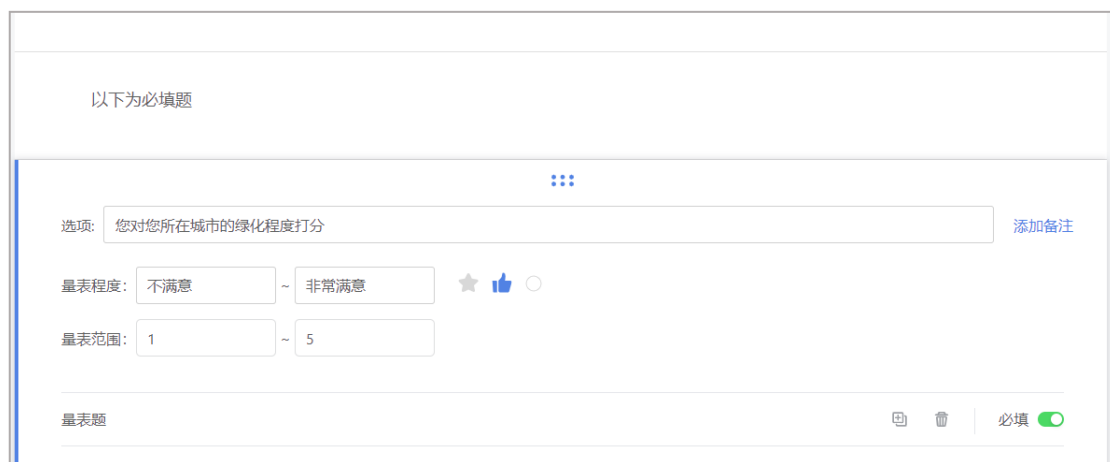 以下为必填题
选项: 您对您所在城市的绿化程度打分 添加备注
量表程度: 不满意 ~ 非常满意
量表范围: 1 ~ 5
量表题 必填